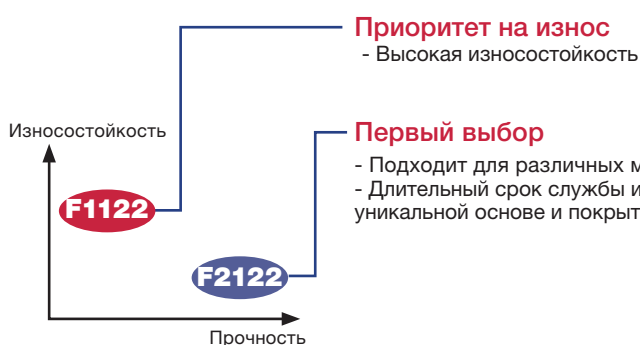 Приоритет на износ
- Высокая износостойкость
Износостойкость
Первый выбор
- Подходит для различных
- Длительный срок службы
уникальной основе и
F1122
F2122
Прочность